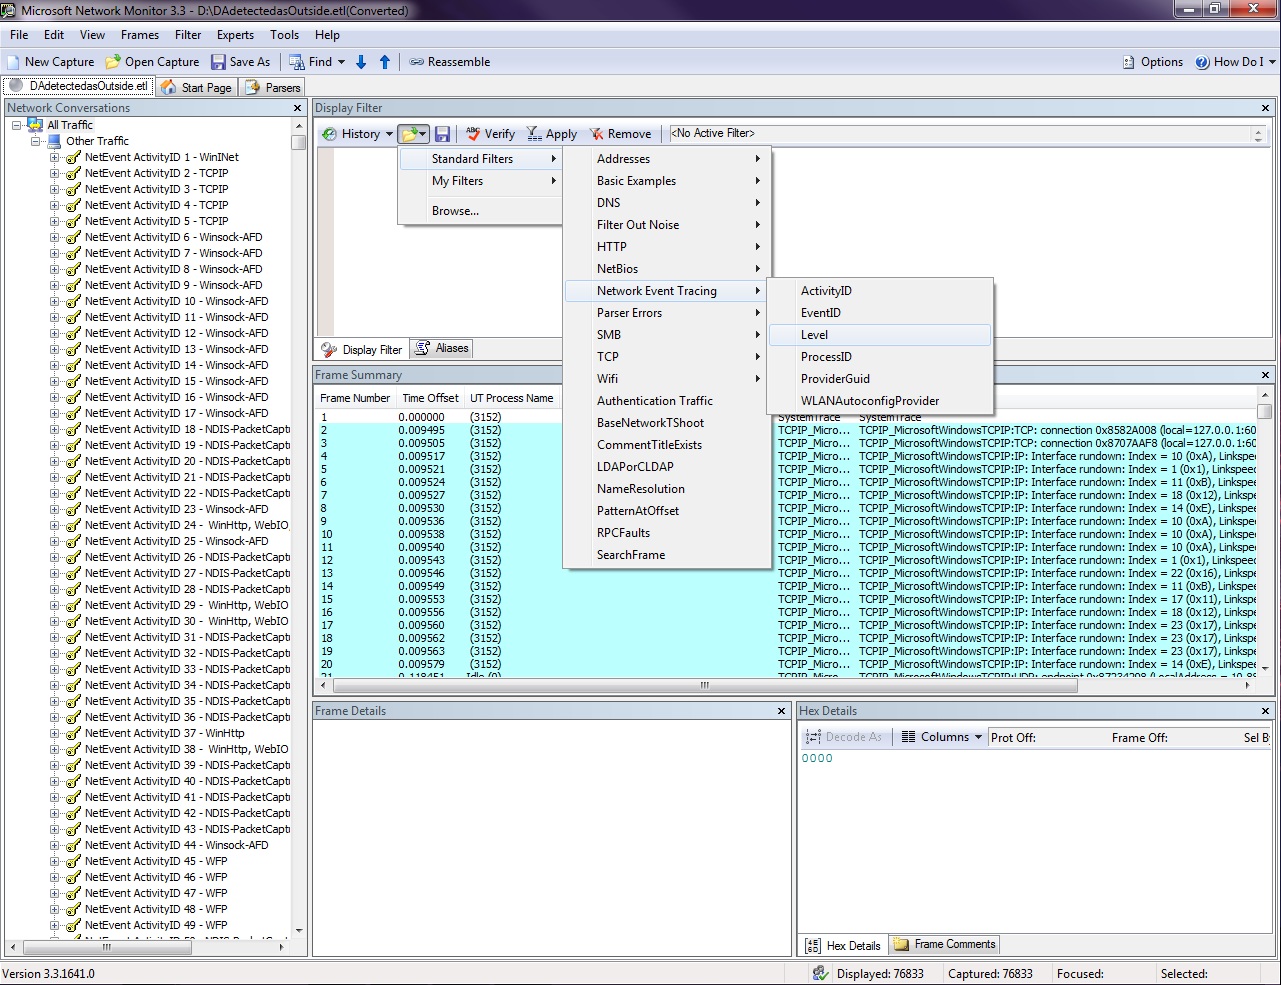 Microsoft Network Monitor 3.3 - D:\DAdetectedasOutside.etl(Converted)
File Edit View Frames Filter Experts Tools Help
New Capture Open Capture Save As Find Reassemble Options How Do I
DAdetectedasOutside.etl Start Page Parsers
Network Conversations
All Traffic
Other Traffic
NetEvent ActivityID 1 - WinINet
NetEvent ActivityID 2 - TCPIP
NetEvent ActivityID 3 - TCPIP
NetEvent ActivityID 4 - TCPIP
NetEvent ActivityID 5 - TCPIP
NetEvent ActivityID 6 - Winsock-AFD
NetEvent ActivityID 7 - Winsock-AFD
NetEvent ActivityID 8 - Winsock-AFD
NetEvent ActivityID 9 - Winsock-AFD
NetEvent ActivityID 10 - Winsock-AFD
NetEvent ActivityID 11 - Winsock-AFD
NetEvent ActivityID 12 - Winsock-AFD
NetEvent ActivityID 13 - Winsock-AFD
NetEvent ActivityID 14 - Winsock-AFD
NetEvent ActivityID 15 - Winsock-AFD
NetEvent ActivityID 16 - Winsock-AFD
NetEvent ActivityID 17 - Winsock-AFD
NetEvent ActivityID 18 - NDIS-PacketCapt
NetEvent ActivityID 19 - NDIS-PacketCapt
NetEvent ActivityID 20 - NDIS-PacketCapt
NetEvent ActivityID 21 - NDIS-PacketCapt
NetEvent ActivityID 22 - NDIS-PacketCapt
NetEvent ActivityID 23 - Winsock-AFD
NetEvent ActivityID 24 - WinHttp, WebIO,
NetEvent ActivityID 25 - Winsock-AFD
NetEvent ActivityID 26 - NDIS-PacketCapt
NetEvent ActivityID 27 - NDIS-PacketCapt
NetEvent ActivityID 28 - NDIS-PacketCapt
NetEvent ActivityID 29 - WinHttp, WebIO
NetEvent ActivityID 30 - WinHttp, WebIO
NetEvent ActivityID 31 - NDIS-PacketCapt
NetEvent ActivityID 32 - NDIS-PacketCapt
NetEvent ActivityID 33 - NDIS-PacketCapt
NetEvent ActivityID 34 - NDIS-PacketCapt
NetEvent ActivityID 35 - NDIS-PacketCapt
NetEvent ActivityID 36 - NDIS-PacketCapt
NetEvent ActivityID 37 - WinHttp
NetEvent ActivityID 38 - WinHttp, WebIO
NetEvent ActivityID 39 - NDIS-PacketCapt
NetEvent ActivityID 40 - NDIS-PacketCapt
NetEvent ActivityID 41 - NDIS-PacketCapt
NetEvent ActivityID 42 - NDIS-PacketCapt
NetEvent ActivityID 43 - NDIS-PacketCapt
NetEvent ActivityID 44 - Winsock-AFD
NetEvent ActivityID 45 - WFP
NetEvent ActivityID 46 - WFP
NetEvent ActivityID 47 - WFP
NetEvent ActivityID 48 - WFP
NetEvent ActivityID 49 - WFP
Display Filter
History Verify Apply Remove <No Active Filter>
Standard Filters
My Filters
Browse...
Addresses
Basic Examples
DNS
Filter Out Noise
HTTP
NetBios
Network Event Tracing
Parser Errors
SMB
TCP
Wifi
Authentication Traffic
BaseNetworkTShoot
CommentTitleExists
LDAPorCLDAP
NameResolution
PatternAtOffset
RPCFaults
SearchFrame
ActivityID
EventID
Level
ProcessID
ProviderGuid
WLANAutoconfigProvider
Display Filter Aliases
Frame Summary
Frame Number Time Offset UT Process Name
1 0.000000 (3152) SystemTrace SystemTrace
2 0.009495 (3152) TCPIP_Micro... TCPIP_MicrosoftWindowsTCPIP:TCP: connection 0x8582A008 (local=127.0.0.1:60
3 0.009505 (3152) TCPIP_Micro... TCPIP_MicrosoftWindowsTCPIP:TCP: connection 0x8707AAF8 (local=127.0.0.1:60
4 0.009517 (3152) TCPIP_Micro... TCPIP_MicrosoftWindowsTCPIP:IP: Interface rundown: Index = 10 (0xA), Linkspee
5 0.009521 (3152) TCPIP_Micro... TCPIP_MicrosoftWindowsTCPIP:IP: Interface rundown: Index = 1 (0x1), Linkspeed
6 0.009524 (3152) TCPIP_Micro... TCPIP_MicrosoftWindowsTCPIP:IP: Interface rundown: Index = 11 (0xB), Linkspee
7 0.009527 (3152) TCPIP_Micro... TCPIP_MicrosoftWindowsTCPIP:IP: Interface rundown: Index = 18 (0x12), Linkspe
8 0.009530 (3152) TCPIP_Micro... TCPIP_MicrosoftWindowsTCPIP:IP: Interface rundown: Index = 14 (0xE), Linkspee
9 0.009536 (3152) TCPIP_Micro... TCPIP_MicrosoftWindowsTCPIP:IP: Interface rundown: Index = 10 (0xA), Linkspee
10 0.009538 (3152) TCPIP_Micro... TCPIP_MicrosoftWindowsTCPIP:IP: Interface rundown: Index = 10 (0xA), Linkspee
11 0.009540 (3152) TCPIP_Micro... TCPIP_MicrosoftWindowsTCPIP:IP: Interface rundown: Index = 10 (0xA), Linkspee
12 0.009543 (3152) TCPIP_Micro... TCPIP_MicrosoftWindowsTCPIP:IP: Interface rundown: Index = 1 (0x1), Linkspeed
13 0.009546 (3152) TCPIP_Micro... TCPIP_MicrosoftWindowsTCPIP:IP: Interface rundown: Index = 22 (0x16), Linkspe
14 0.009549 (3152) TCPIP_Micro... TCPIP_MicrosoftWindowsTCPIP:IP: Interface rundown: Index = 11 (0xB), Linkspee
15 0.009553 (3152) TCPIP_Micro... TCPIP_MicrosoftWindowsTCPIP:IP: Interface rundown: Index = 17 (0x11), Linkspe
16 0.009556 (3152) TCPIP_Micro... TCPIP_MicrosoftWindowsTCPIP:IP: Interface rundown: Index = 18 (0x12), Linkspe
17 0.009560 (3152) TCPIP_Micro... TCPIP_MicrosoftWindowsTCPIP:IP: Interface rundown: Index = 23 (0x17), Linkspe
18 0.009562 (3152) TCPIP_Micro... TCPIP_MicrosoftWindowsTCPIP:IP: Interface rundown: Index = 23 (0x17), Linkspe
19 0.009563 (3152) TCPIP_Micro... TCPIP_MicrosoftWindowsTCPIP:IP: Interface rundown: Index = 23 (0x17), Linkspe
20 0.009579 (3152) TCPIP_Micro... TCPIP_MicrosoftWindowsTCPIP:IP: Interface rundown: Index = 14 (0xE), Linkspee
Frame Details
Hex Details
Decode As Columns Prot Off: Frame Off: Sel B
0000
Hex Details Frame Comments
Version 3.3.1641.0 Displayed: 76833 Captured: 76833 Focused: Selected: